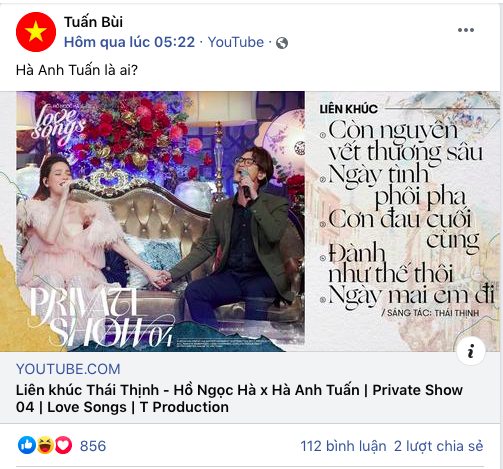 Tuấn Bùi
Hôm qua lúc 05:22 · YouTube ·
Hà Anh Tuấn là ai?
HỒ NGỌC HÀ
love
songs
PRIVATE
SHOW 04
LIÊN KHÚC
Còn nguyên
vết thương sâu
Ngày tình
phôi pha
Cơn đau cuối
cùng
Đành
như thế thôi
Ngày mai em đi
/ SÁNG TÁC: THÁI THỊNH
YOUTUBE.COM
Liên khúc Thái Thịnh - Hồ Ngọc Hà x Hà Anh Tuấn | Private Show
04 | Love Songs | T Production
856
112 bình luận 2 lượt chia sẻ